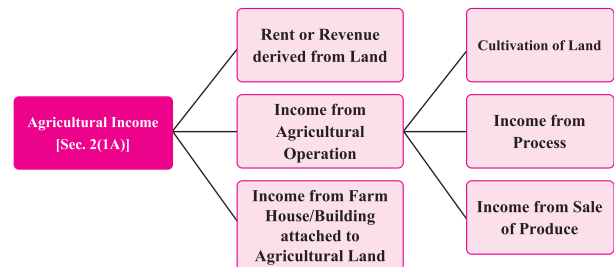 Agricultural Income
[Sec. 2(1A)]
Rent or Revenue
derived from Land
Income from
Agricultural
Operation
Income from Farm
House/Building
attached to
Agricultural Land
Cultivation of Land
Income from
Process
Income from Sale
of Produce